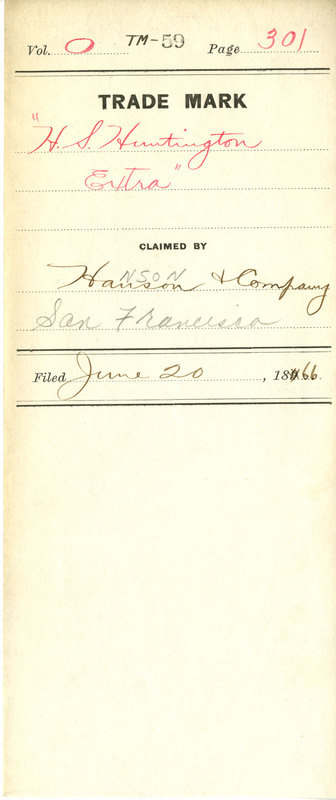 Vol. O TM-59 Page 301
TRADE MARK
"H. S. Huntington
Extra"
CLAIMED BY
NSON
Hanson & Company
San Francisco
Filed June 20, 1866.